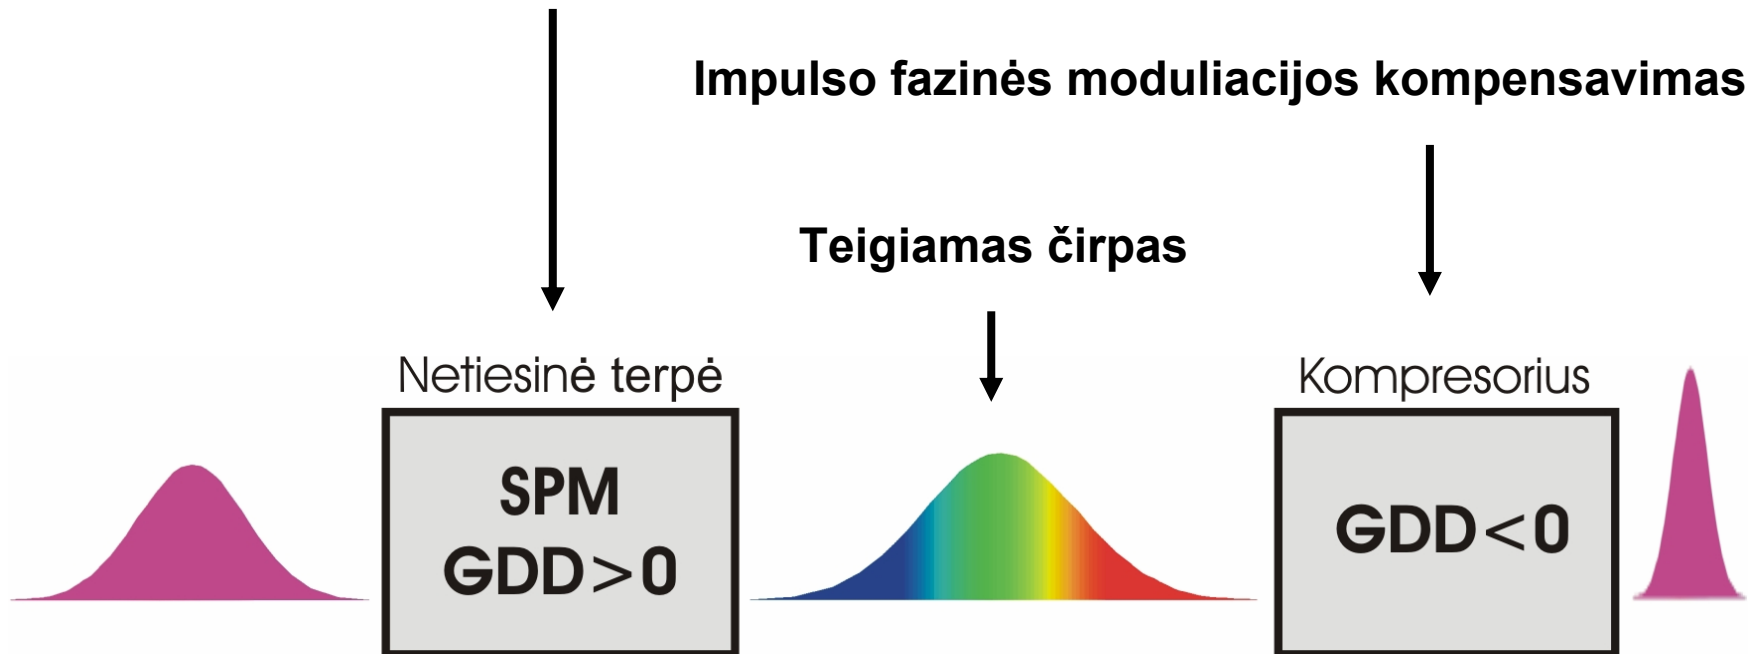 Impulso fazinės moduliacijos kompensavimas
Teigiamas čirpas
Netiesinė terpė
Kompresorius
SPM
GDD>0
GDD<0